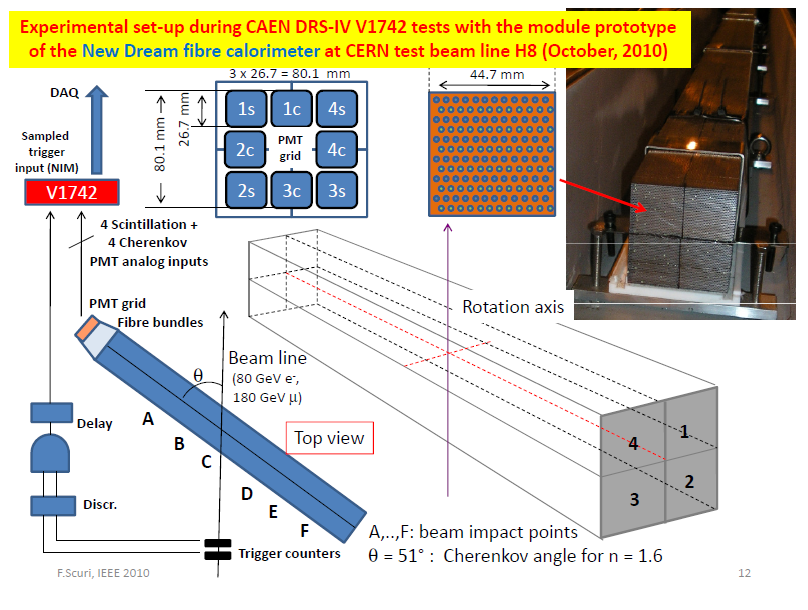 Experimental set-up during CAEN DRS-IV V1742 tests with the module prototype
of the New Dream fibre calorimeter at CERN test beam line H8 (October, 2010)
3 x 26.7 = 80.1 mm
44.7 mm
DAQ
80.1 mm
26.7 mm
1s 1c 4s
2c PMT grid 4c
2s 3c 3s
Sampled
trigger
input (NIM)
V1742
4 Scintillation +
4 Cherenkov
PMT analog inputs
PMT grid
Fibre bundles
Rotation axis
θ
Beam line
(80 GeV e-,
180 GeV μ)
Top view
A
B
C
D
E
F
Delay
Discr.
Trigger counters
4 1
3 2
A,..,F: beam impact points
θ = 51° : Cherenkov angle for n = 1.6
F.Scuri, IEEE 2010
12